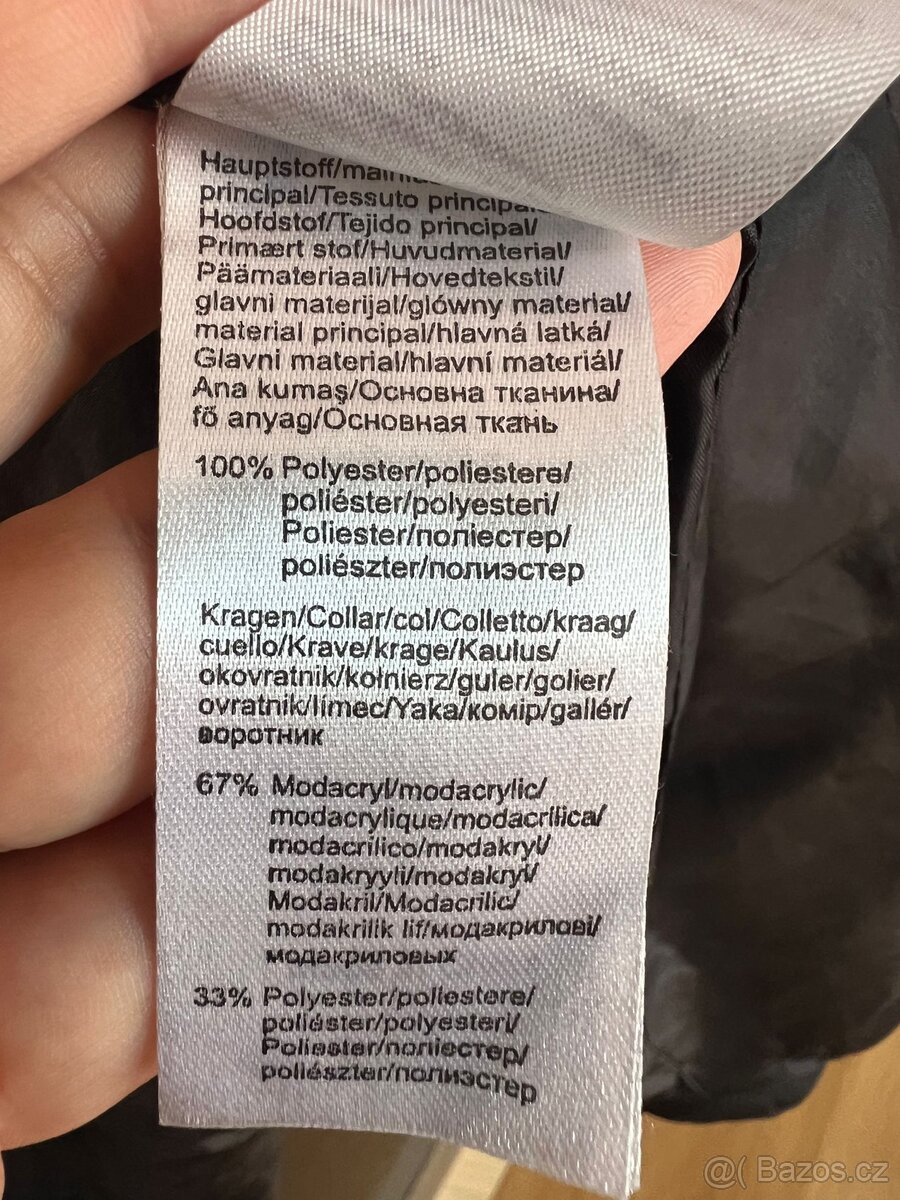 Hauptstoff/
principal/Tessuto
Hoofdstof/Tejido principal/
Primært stof/Huvudmaterial/
Päämateriaali/Hovedtekstil/
glavni materijal/główny material/
material principal/hlavná latká/
Glavni material/hlavní materiál/
Ana kumaş/Основна тканина/
fő anyag/Основная ткань
100% Polyester/poliestere/
poliéster/polyesteri/
Poliester/поліестер/
poliészter/полиэстер
Kragen/Collar/col/Colletto/kraag/
cuello/Krave/krage/Kaulus/
okovratnik/kołnierz/guler/golier/
ovratnik/límec/Yaka/комір/gallér/
воротник
67% Modacryl/modacrylic/
modacrylique/modacrilica/
modacrilico/modakryl/
modakryyli/modakryl/
Modakril/Modacrilic/
modakrilik lif/модакрилові/
модакриловых
33% Polyester/poliestere/
poliéster/polyesteri/
Poliester/поліестер/
poliészter/полиэстер
@( Bazos.cz